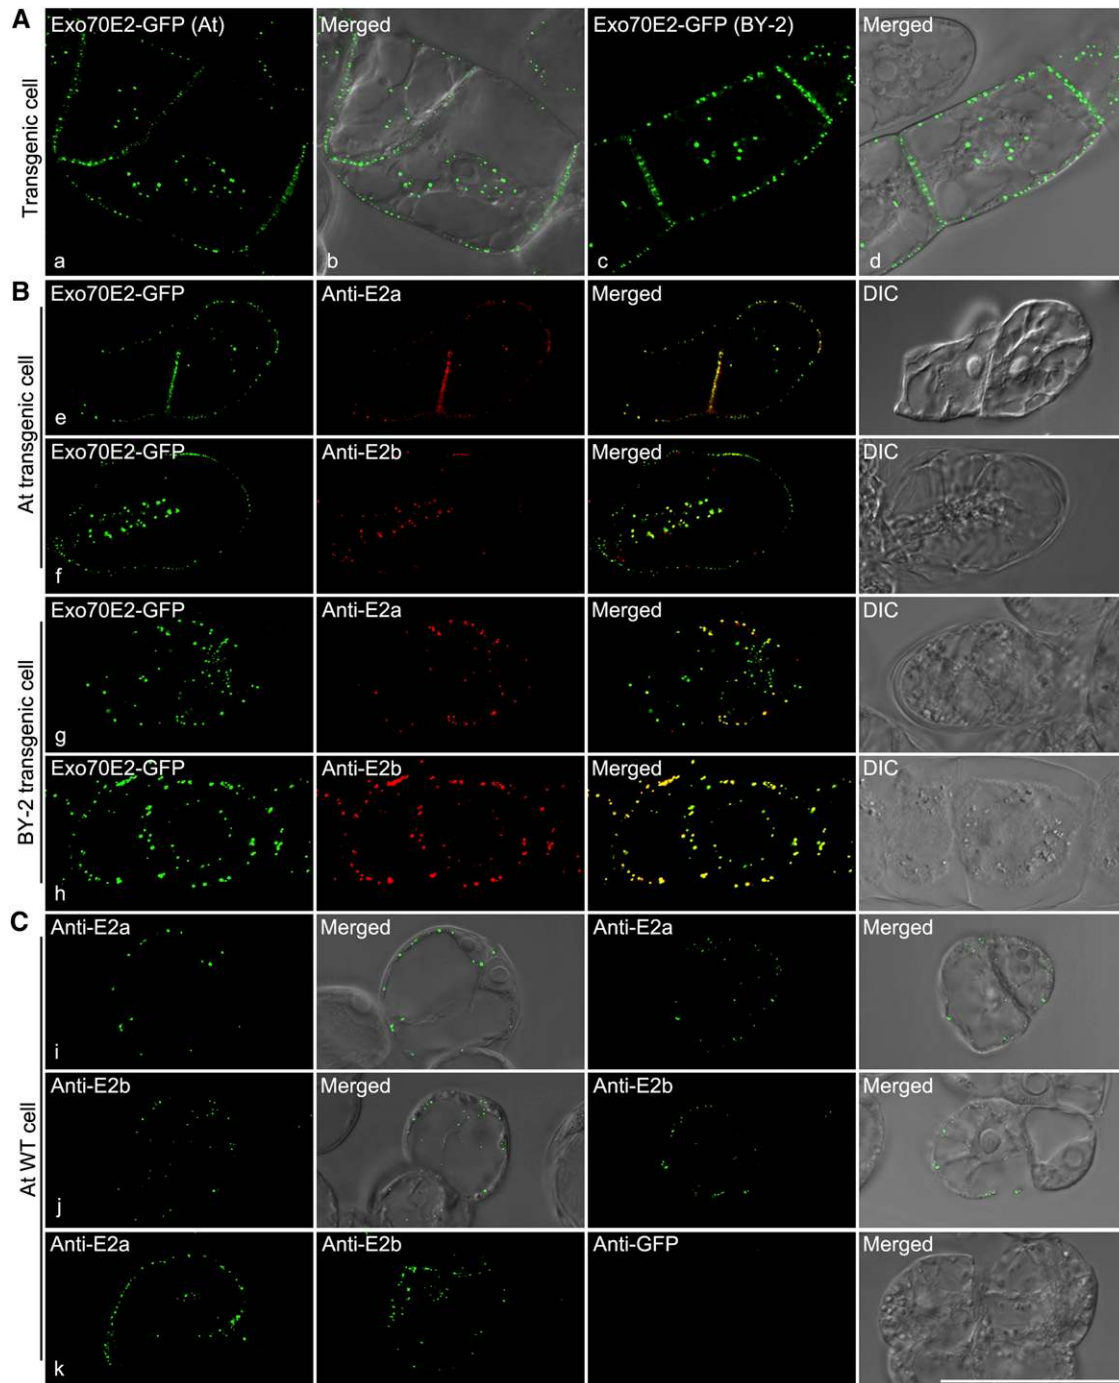 A
Transgenic cell
Exo70E2-GFP (At)
Merged
Exo70E2-GFP (BY-2)
a
b
c
d
B
At transgenic cell
Exo70E2-GFP
Anti-E2a
Merged
DIC
e
Exo70E2-GFP
Anti-E2b
Merged
DIC
f
BY-2 transgenic cell
Exo70E2-GFP
Anti-E2a
Merged
DIC
g
Exo70E2-GFP
Anti-E2b
Merged
DIC
h
C
At WT cell
Anti-E2a
Merged
Anti-E2a
Merged
i
Anti-E2b
Merged
Anti-E2b
Merged
j
Anti-E2a
Anti-E2b
Anti-GFP
Merged
k